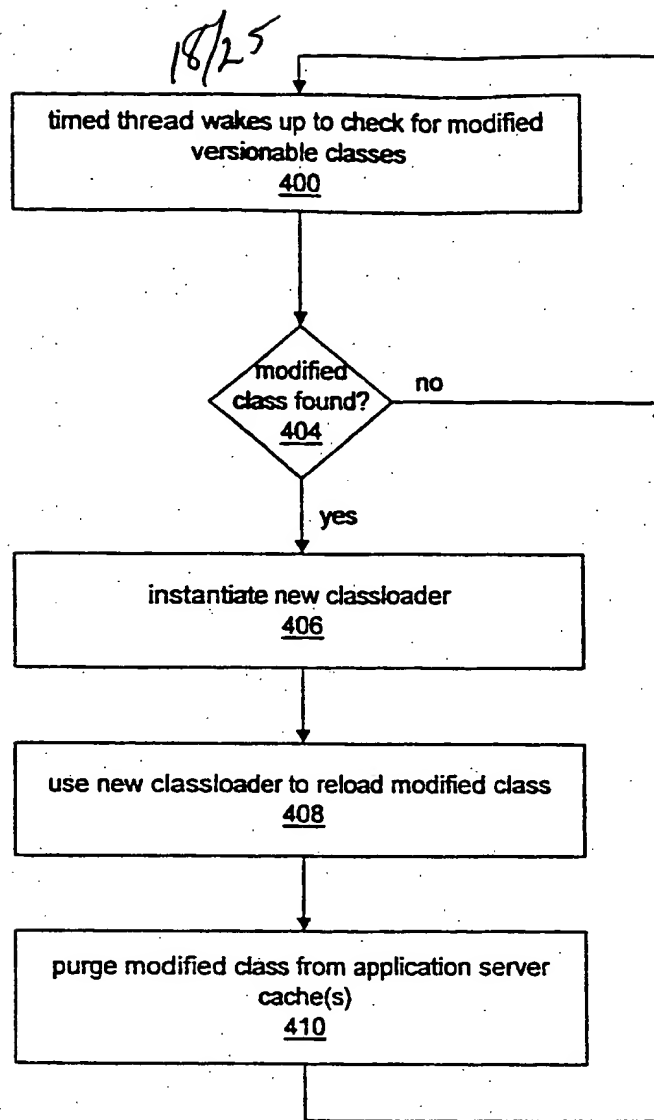 18/25
timed thread wakes up to check for modified
versionable classes
400
modified
class found?
404
no
yes
instantiate new classloader
406
use new classloader to reload modified class
408
purge modified class from application server
cache(s)
410